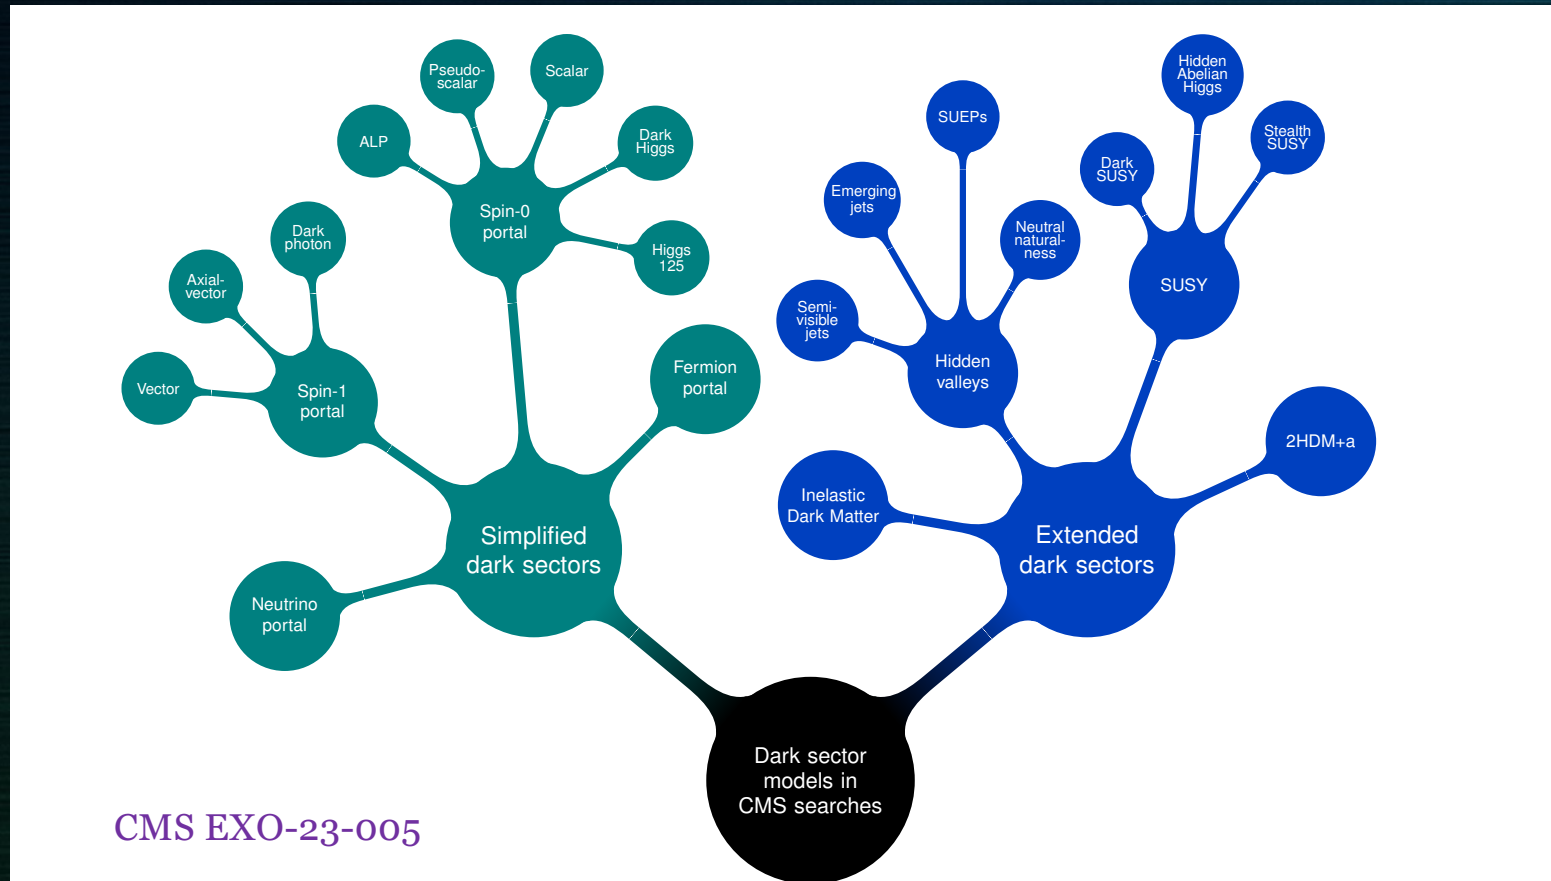 Pseudo-
scalar
Scalar
ALP
Dark
Higgs
Spin-0
portal
Higgs
125
Dark
photon
Axial-
vector
Vector
Spin-1
portal
Fermion
portal
Simplified
dark sectors
Neutrino
portal
Hidden
Abelian
Higgs
SUEPs
Stealth
SUSY
Dark
SUSY
Emerging
jets
Neutral
natural-
ness
SUSY
Semi-
visible
jets
Hidden
valleys
2HDM+a
Inelastic
Dark Matter
Extended
dark sectors
Dark sector
models in
CMS searches
CMS EXO-23-005